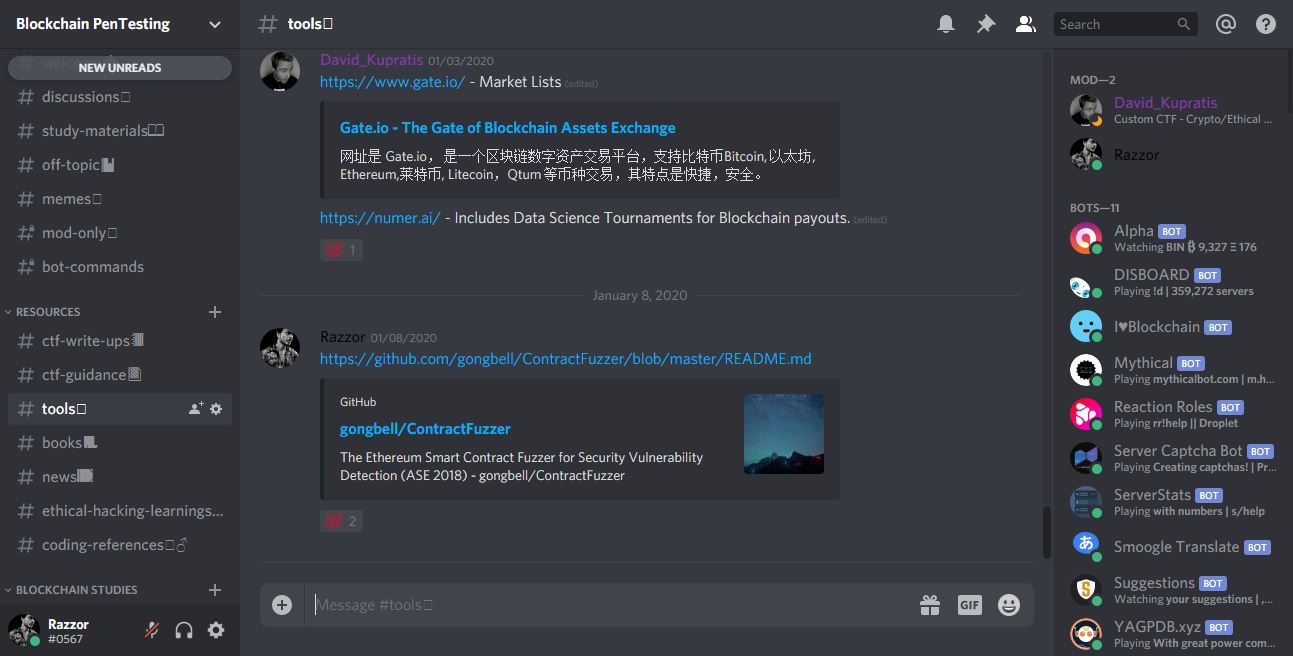 Blockchain PenTesting
NEW UNREADS
discussions
study-materials
off-topic
memes
mod-only
bot-commands
RESOURCES
ctf-write-ups
ctf-guidance
tools
books
news
ethical-hacking-learnings...
coding-references
BLOCKCHAIN STUDIES
Razzor
#0567
# tools
Search
David_Kupratis 01/03/2020
https://www.gate.io/ - Market Lists (edited)
Gate.io - The Gate of Blockchain Assets Exchange
网址是 Gate.io，是一个区块链数字资产交易平台，支持比特币Bitcoin,以太坊,
Ethereum,莱特币, Litecoin，Qtum 等币种交易，其特点是快捷，安全。
https://numer.ai/ - Includes Data Science Tournaments for Blockchain payouts. (edited)
💯 1
January 8, 2020
Razzor 01/08/2020
https://github.com/gongbell/ContractFuzzer/blob/master/README.md
GitHub
gongbell/ContractFuzzer
The Ethereum Smart Contract Fuzzer for Security Vulnerability
Detection (ASE 2018) - gongbell/ContractFuzzer
💯 2
Message #tools
GIF
MOD—2
David_Kupratis
Custom CTF - Crypto/Ethical ...
Razzor
BOTS—11
Alpha BOT
Watching BIN ₿ 9,327 Ξ 176
DISBOARD BOT
Playing !d | 359,272 servers
I♥Blockchain BOT
Mythical BOT
Playing mythicalbot.com | m.h...
Reaction Roles BOT
Playing rr!help || Droplet
Server Captcha Bot BOT
Playing Creating captchas! | Pr...
ServerStats BOT
Playing with numbers | s/help
あ
Smoogle Translate BOT
Suggestions BOT
Watching your suggestions | ,...
YAGPDB.xyz BOT
Playing With great power com...